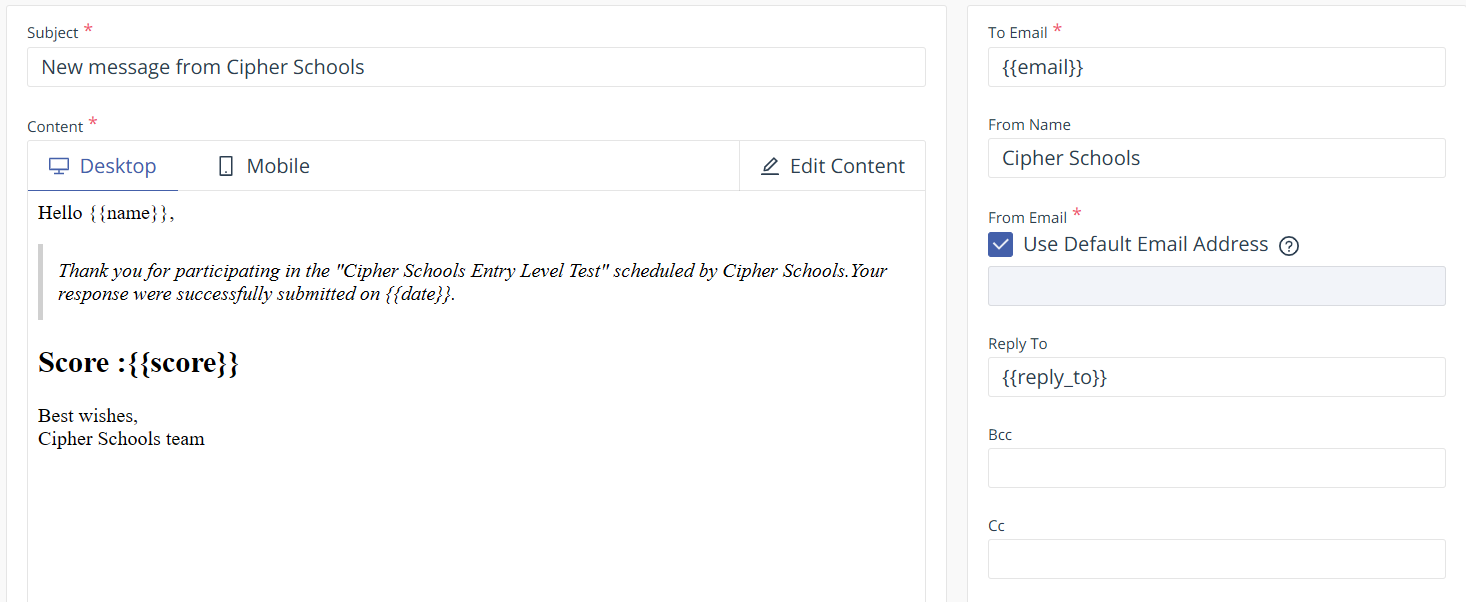 Subject *
New message from Cipher Schools
Content *
Desktop
Mobile
Edit Content
Hello {{name}},
Thank you for participating in the "Cipher Schools Entry Level Test" scheduled by Cipher Schools.Your
response were successfully submitted on {{date}}.
Score :{{score}}
Best wishes,
Cipher Schools team
To Email *
{{email}}
From Name
Cipher Schools
From Email *
Use Default Email Address ?
Reply To
{{reply_to}}
Bcc
Cc